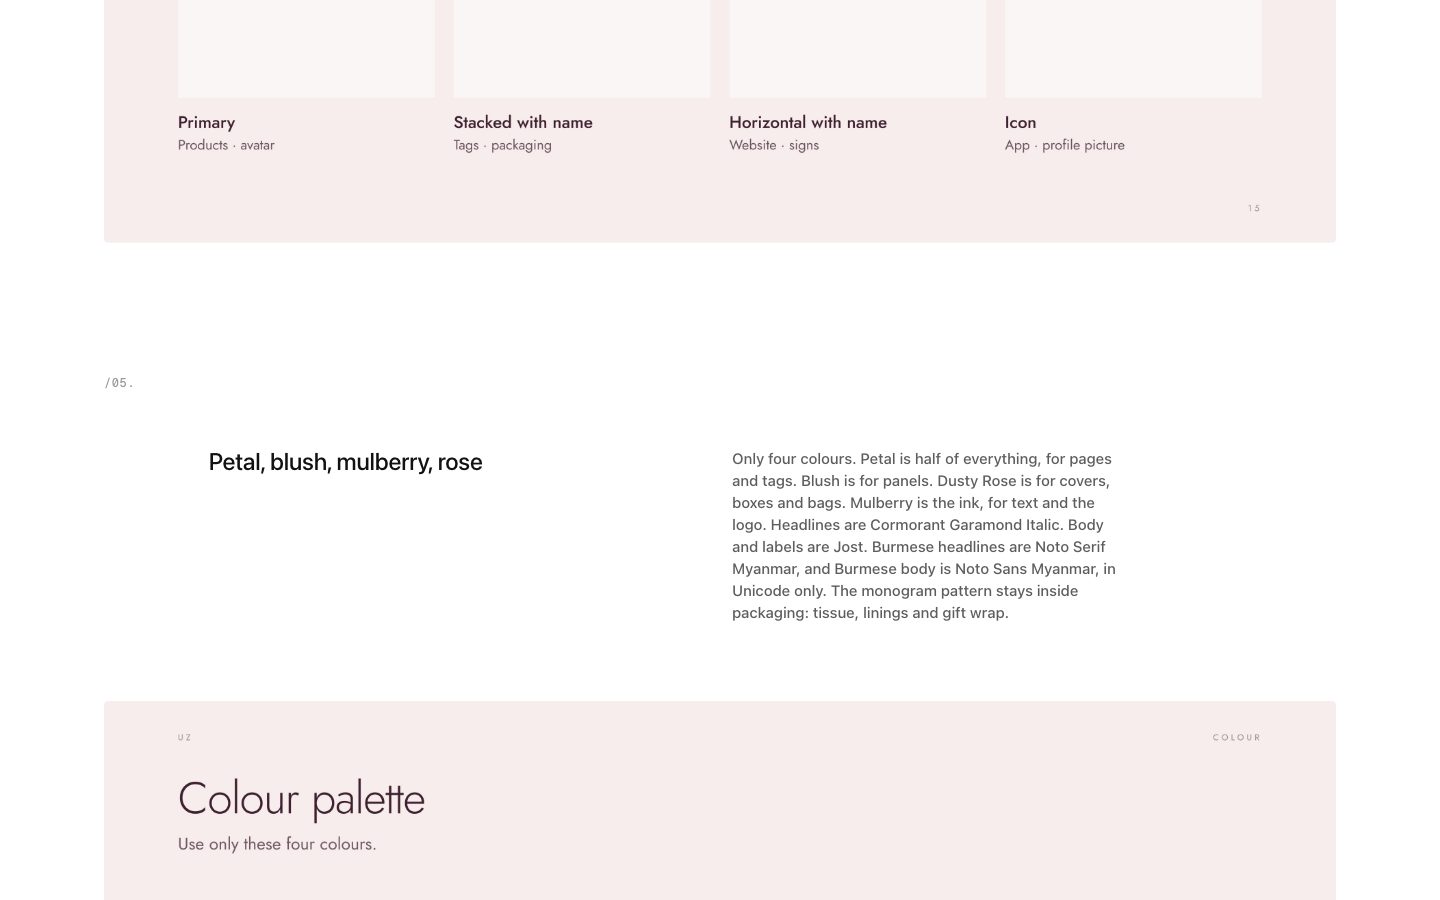 Primary
Products · avatar
Stacked with name
Tags · packaging
Horizontal with name
Website · signs
Icon
App · profile picture
15
/05.
Petal, blush, mulberry, rose
Only four colours. Petal is half of everything, for pages
and tags. Blush is for panels. Dusty Rose is for covers,
boxes and bags. Mulberry is the ink, for text and the
logo. Headlines are Cormorant Garamond Italic. Body
and labels are Jost. Burmese headlines are Noto Serif
Myanmar, and Burmese body is Noto Sans Myanmar, in
Unicode only. The monogram pattern stays inside
packaging: tissue, linings and gift wrap.
UZ
COLOUR
Colour palette
Use only these four colours.